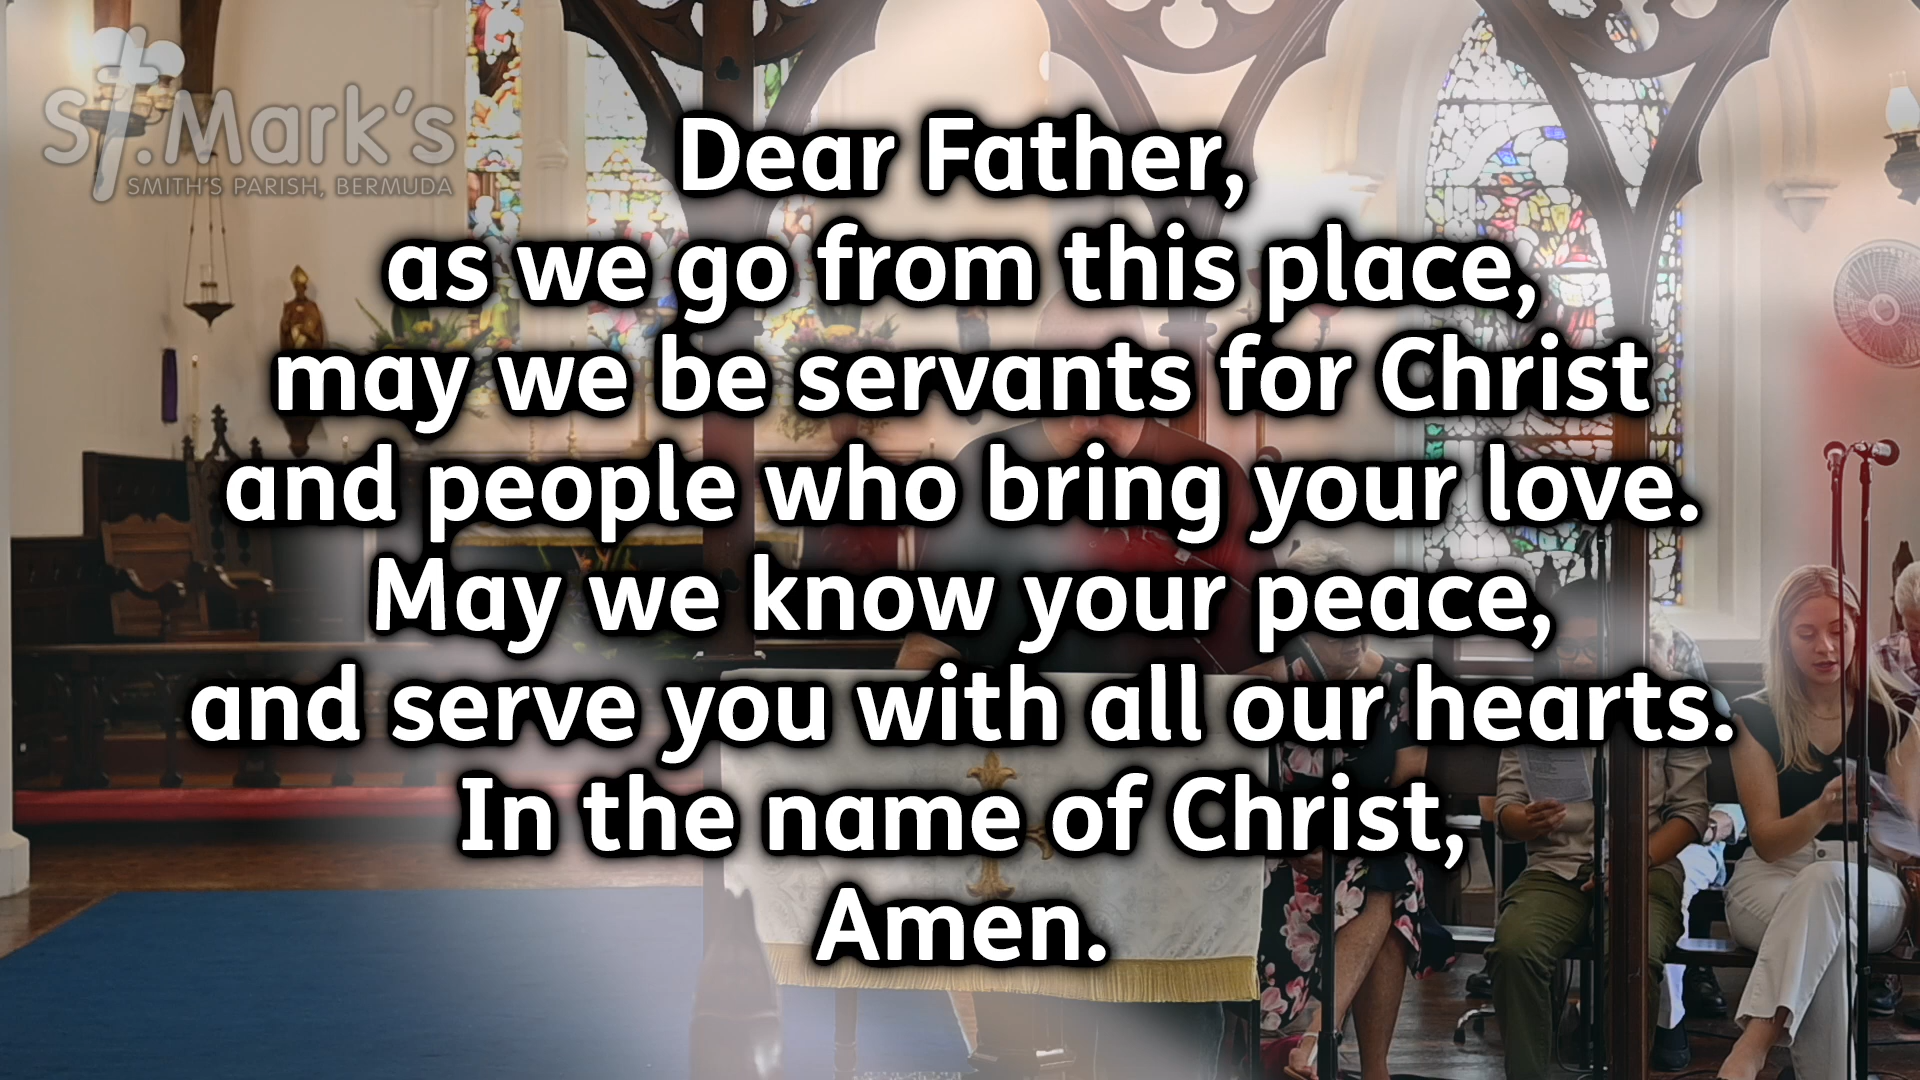 St. Mark's
SMITH'S PARISH, BERMUDA
Dear Father,
as we go from this place,
may we be servants for Christ
and people who bring your love.
May we know your peace,
and serve you with all our hearts.
In the name of Christ,
Amen.